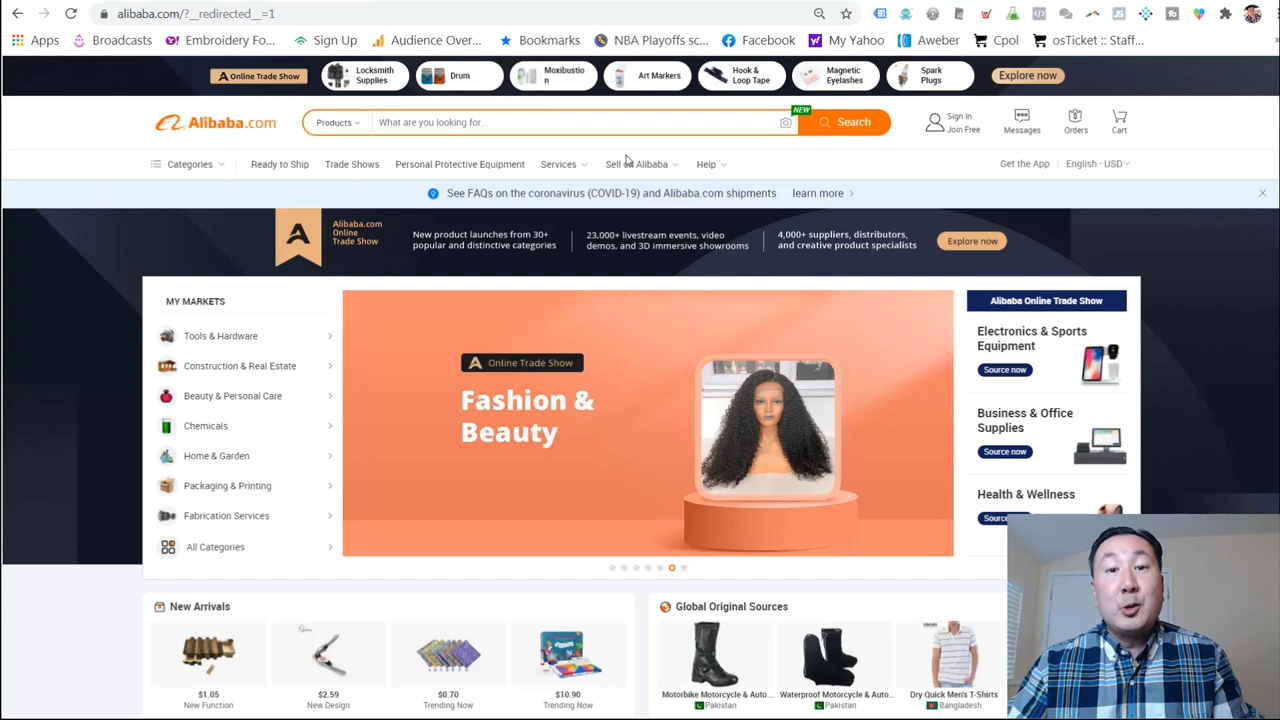 alibaba.com/?__redirected__=1
Apps
Broadcasts
Embroidery Fo...
Sign Up
Audience Over...
Bookmarks
NBA Playoffs sc...
Facebook
My Yahoo
Aweber
Cpol
osTicket :: Staff...
Online Trade Show
Locksmith
Supplies
Drum
Moxibustio
n
Art Markers
Hook &
Loop Tape
Magnetic
Eyelashes
Spark
Plugs
Explore now
Alibaba.com
Products
What are you looking for...
NEW
Search
Sign In
Join Free
Messages
Orders
Cart
Categories
Ready to Ship
Trade Shows
Personal Protective Equipment
Services
Sell on Alibaba
Help
Get the App
English - USD
See FAQs on the coronavirus (COVID-19) and Alibaba.com shipments learn more
Alibaba.com
Online
Trade Show
New product launches from 30+
popular and distinctive categories
23,000+ livestream events, video
demos, and 3D immersive showrooms
4,000+ suppliers, distributors,
and creative product specialists
Explore now
MY MARKETS
Tools & Hardware
Construction & Real Estate
Beauty & Personal Care
Chemicals
Home & Garden
Packaging & Printing
Fabrication Services
All Categories
Online Trade Show
Fashion &
Beauty
Alibaba Online Trade Show
Electronics & Sports
Equipment
Source now
Business & Office
Supplies
Source now
Health & Wellness
New Arrivals
$1.05
New Function
$2.59
New Design
$0.70
Trending Now
$10.90
Trending Now
Global Original Sources
Motorbike Motorcycle & Auto...
Pakistan
Waterproof Motorcycle & Auto...
Pakistan
Dry Quick Men's T-Shirts
Bangladesh